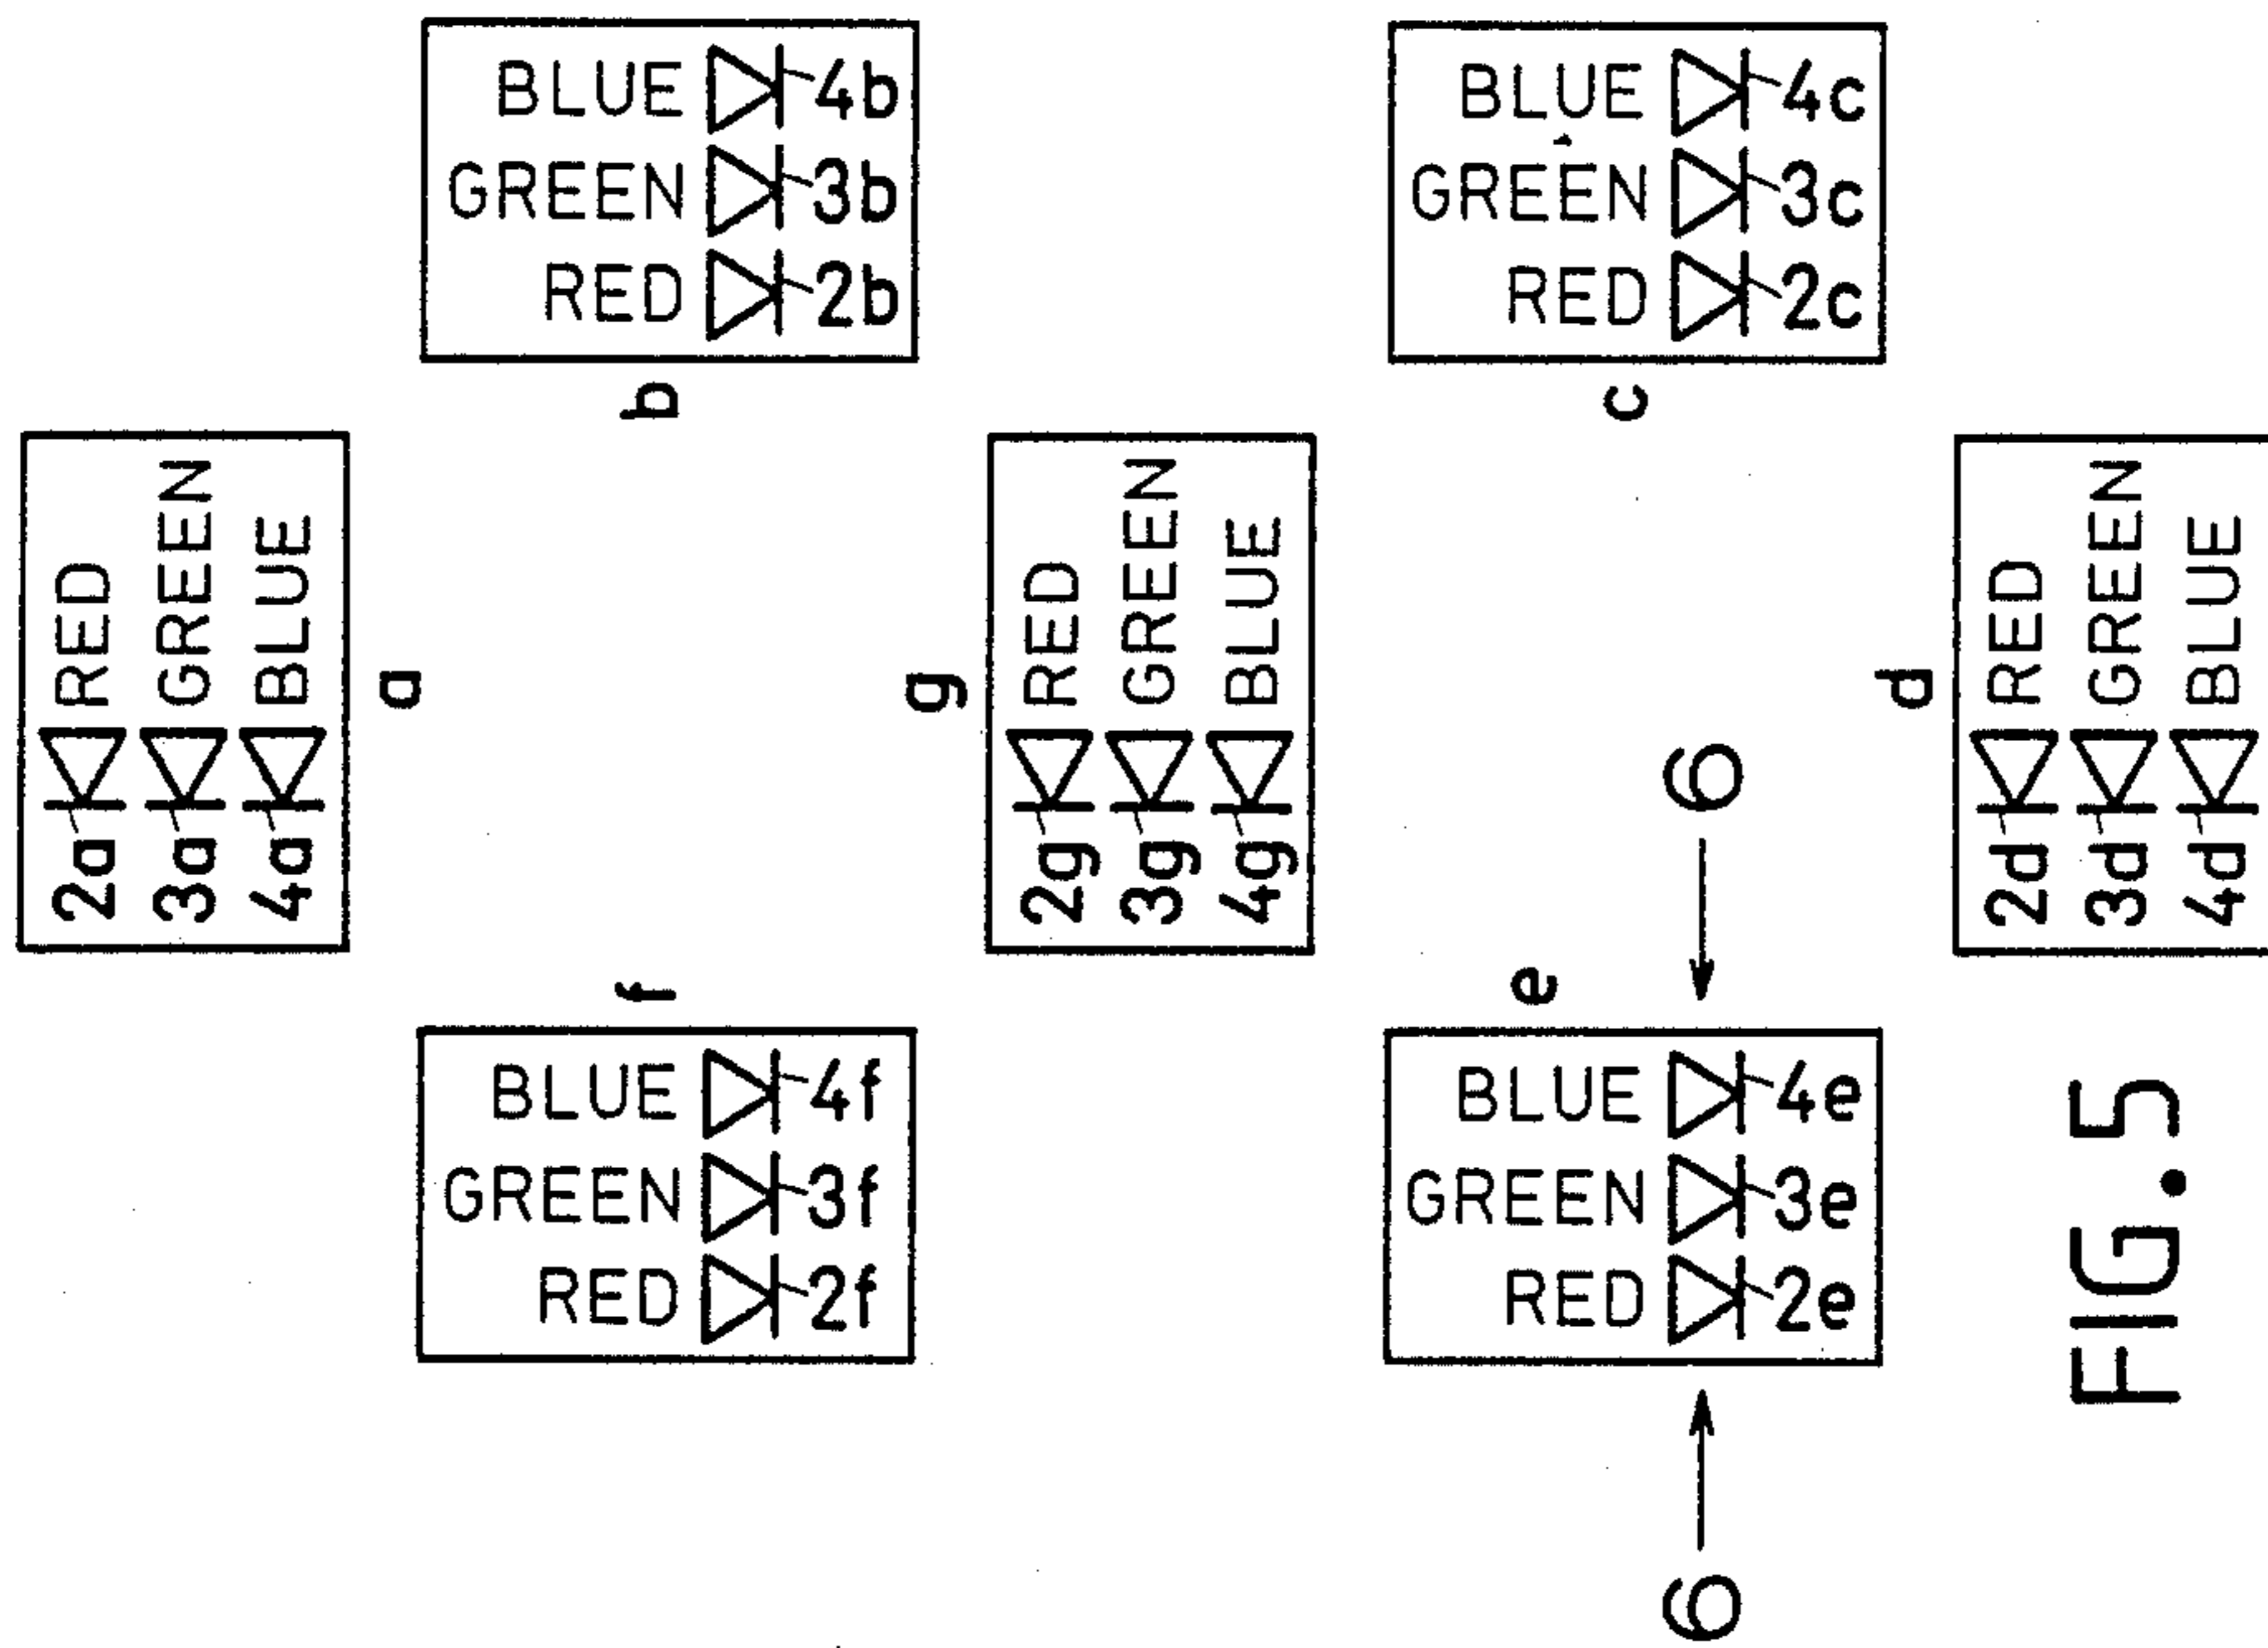 2a RED
3a GREEN
4a BLUE
a
BLUE 4b
GREEN 3b
RED 2b
b
f
BLUE 4f
GREEN 3f
RED 2f
g
2g RED
3g GREEN
4g BLUE
BLUE 4c
GREEN 3c
RED 2c
c
e
BLUE 4e
GREEN 3e
RED 2e
6
6
d
2d RED
3d GREEN
4d BLUE
FIG.5